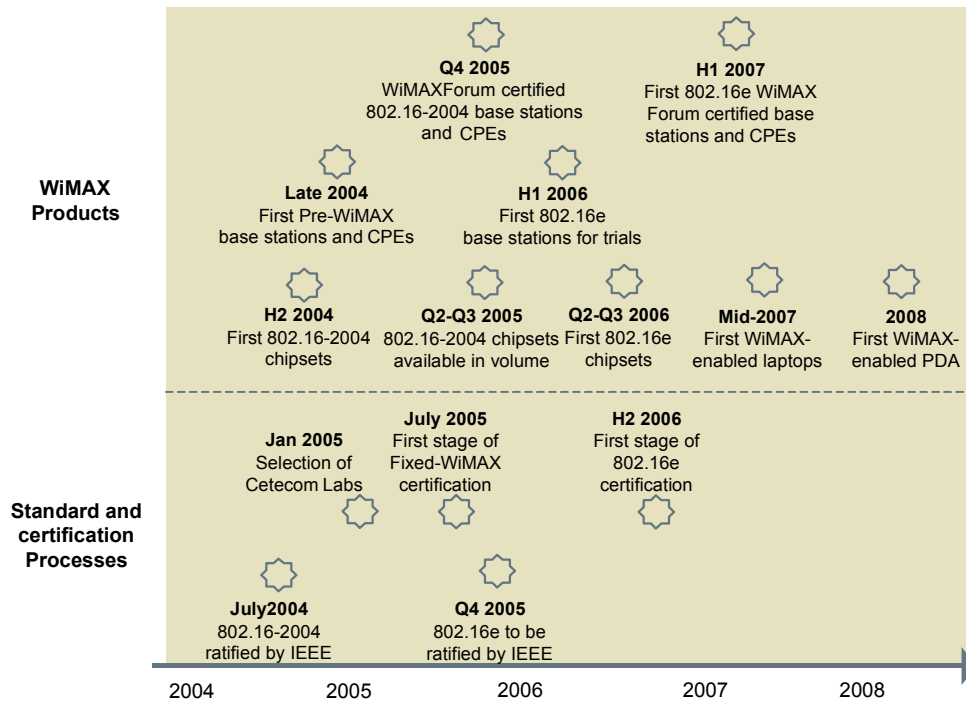 WiMAX
Products
Q4 2005
WiMAXForum certified
802.16-2004 base stations
and CPEs
H1 2007
First 802.16e WiMAX
Forum certified base
stations and CPEs
Late 2004
First Pre-WiMAX
base stations and CPEs
H1 2006
First 802.16e
base stations for trials
H2 2004
First 802.16-2004
chipsets
Q2-Q3 2005
802.16-2004 chipsets
available in volume
Q2-Q3 2006
First 802.16e
chipsets
Mid-2007
First WiMAX-
enabled laptops
2008
First WiMAX-
enabled PDA
Standard and
certification
Processes
Jan 2005
Selection of
Cetecom Labs
July 2005
First stage of
Fixed-WiMAX
certification
H2 2006
First stage of
802.16e
certification
July2004
802.16-2004
ratified by IEEE
Q4 2005
802.16e to be
ratified by IEEE
2004
2005
2006
2007
2008